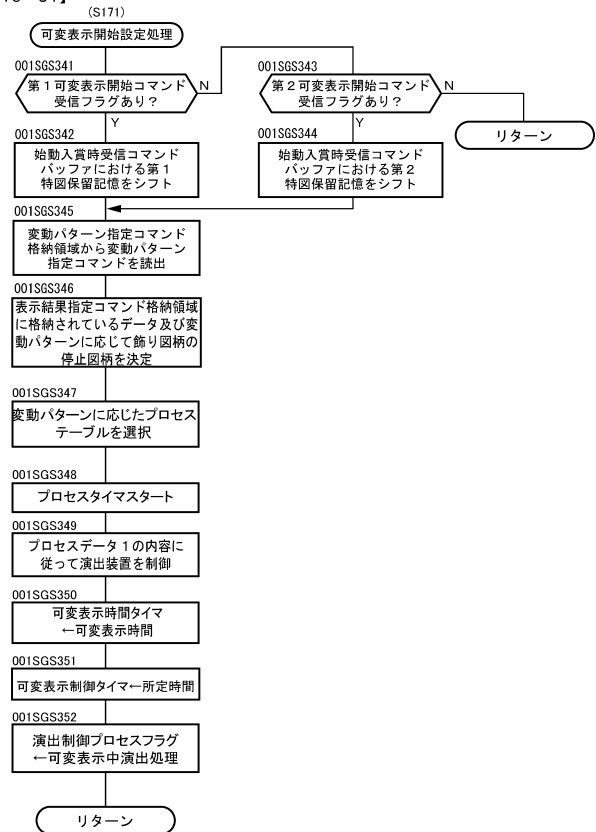 (S171)
可変表示開始設定処理
001SGS341
第1可変表示開始コマンド
受信フラグあり？
N
Y
001SGS343
第2可変表示開始コマンド
受信フラグあり？
N
Y
リターン
001SGS342
始動入賞時受信コマンド
バッファにおける第1
特図保留記憶をシフト
001SGS344
始動入賞時受信コマンド
バッファにおける第2
特図保留記憶をシフト
001SGS345
変動パターン指定コマンド
格納領域から変動パターン
指定コマンドを読出
001SGS346
表示結果指定コマンド格納領域
に格納されているデータ及び変
動パターンに応じて飾り図柄の
停止図柄を決定
001SGS347
変動パターンに応じたプロセス
テーブルを選択
001SGS348
プロセスタイマスタート
001SGS349
プロセスデータ1の内容に
従って演出装置を制御
001SGS350
可変表示時間タイマ
←可変表示時間
001SGS351
可変表示制御タイマ←所定時間
001SGS352
演出制御プロセスフラグ
←可変表示中演出処理
リターン